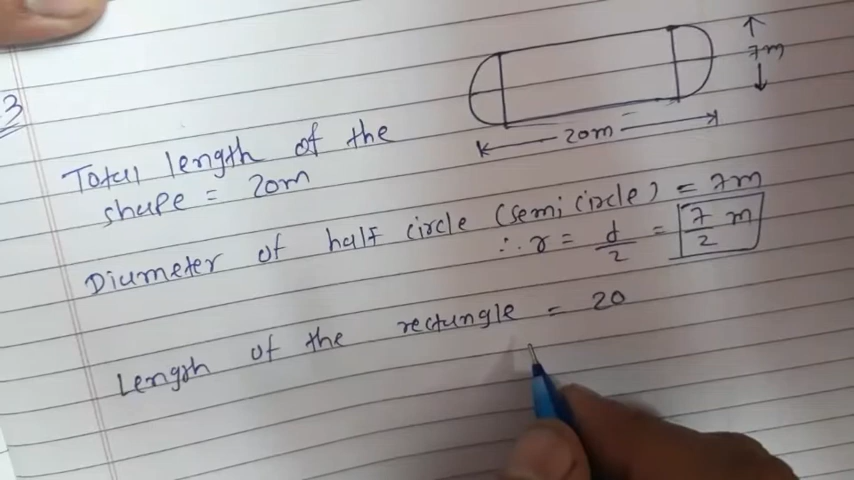 3
7m
20m
Total length of the
shape = 20m
Diameter of half circle (semi circle) = 7m
∴ r = d/2 = 7/2 m
Length of the rectangle = 20